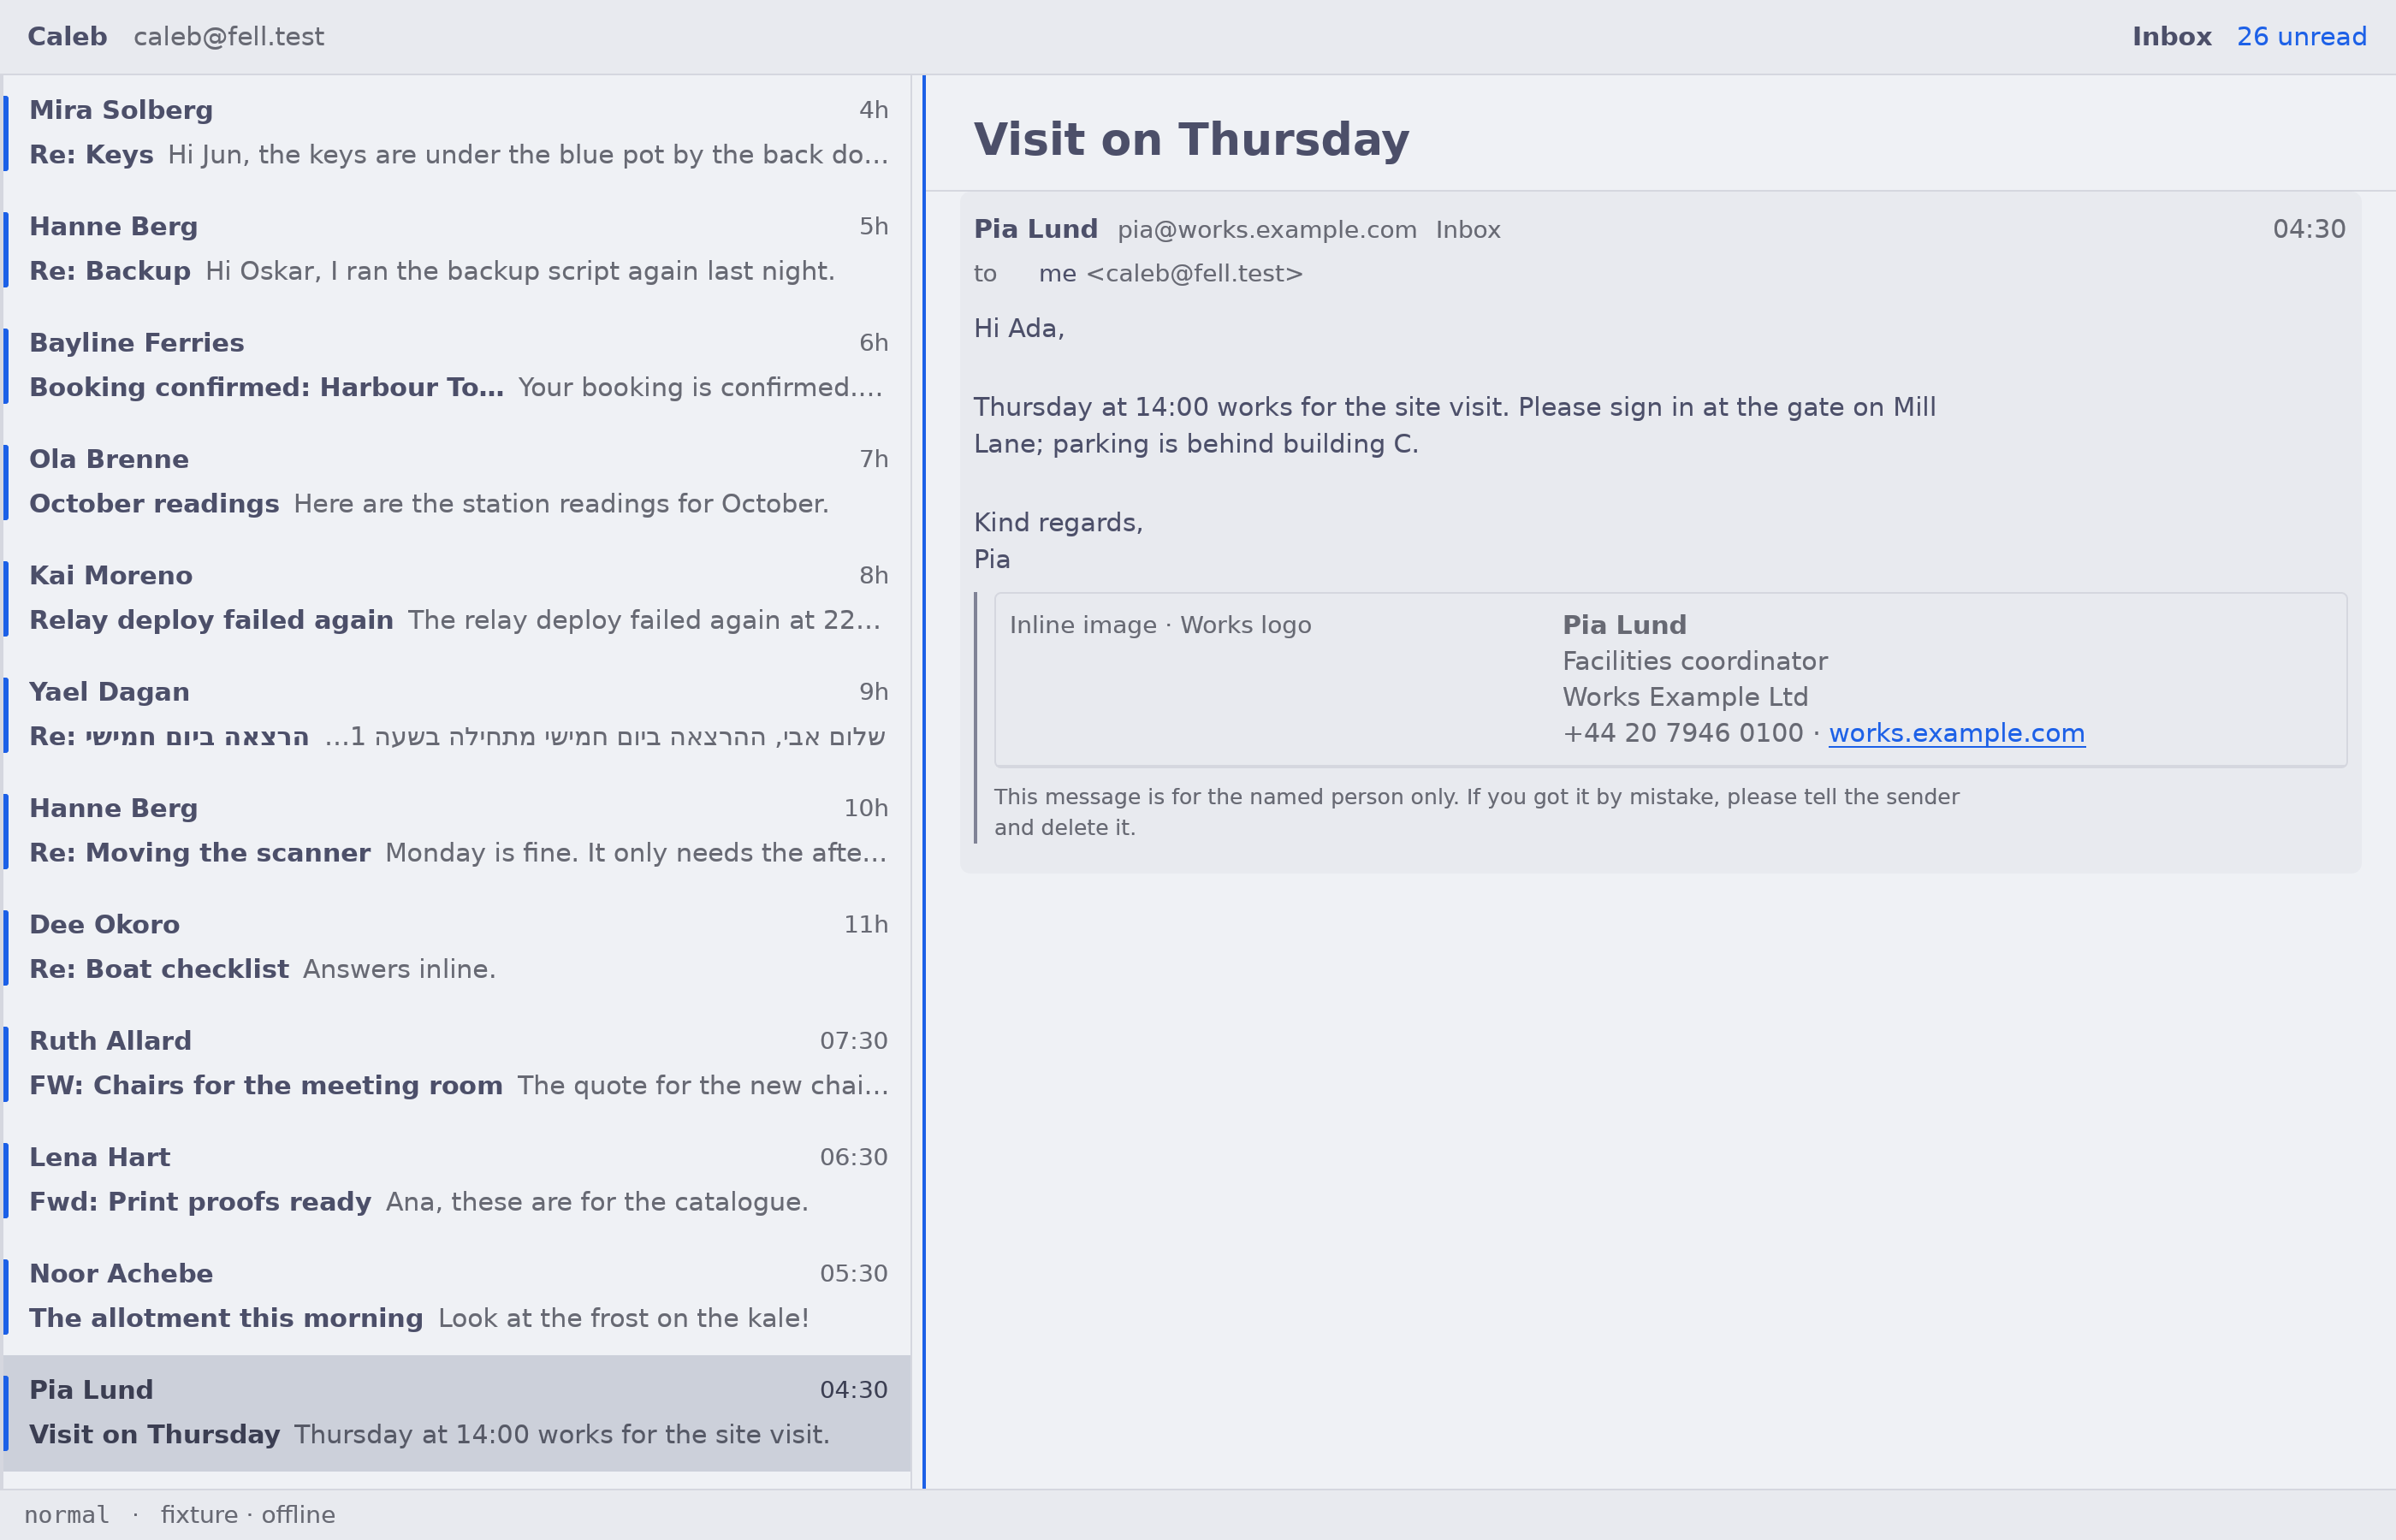 Caleb caleb@fell.test
Inbox 26 unread
Mira Solberg 4h
Re: Keys Hi Jun, the keys are under the blue pot by the back do…
Hanne Berg 5h
Re: Backup Hi Oskar, I ran the backup script again last night.
Bayline Ferries 6h
Booking confirmed: Harbour To… Your booking is confirmed.…
Ola Brenne 7h
October readings Here are the station readings for October.
Kai Moreno 8h
Relay deploy failed again The relay deploy failed again at 22…
Yael Dagan 9h
Re: הרצאה ביום חמישי שלום אבי, ההרצאה ביום חמישי מתחילה בשעה 1…
Hanne Berg 10h
Re: Moving the scanner Monday is fine. It only needs the afte…
Dee Okoro 11h
Re: Boat checklist Answers inline.
Ruth Allard 07:30
FW: Chairs for the meeting room The quote for the new chai…
Lena Hart 06:30
Fwd: Print proofs ready Ana, these are for the catalogue.
Noor Achebe 05:30
The allotment this morning Look at the frost on the kale!
Pia Lund 04:30
Visit on Thursday Thursday at 14:00 works for the site visit.
Visit on Thursday
Pia Lund pia@works.example.com Inbox 04:30
to me <caleb@fell.test>
Hi Ada,
Thursday at 14:00 works for the site visit. Please sign in at the gate on Mill
Lane; parking is behind building C.
Kind regards,
Pia
Inline image · Works logo
Pia Lund
Facilities coordinator
Works Example Ltd
+44 20 7946 0100 · works.example.com
This message is for the named person only. If you got it by mistake, please tell the sender
and delete it.
normal · fixture · offline